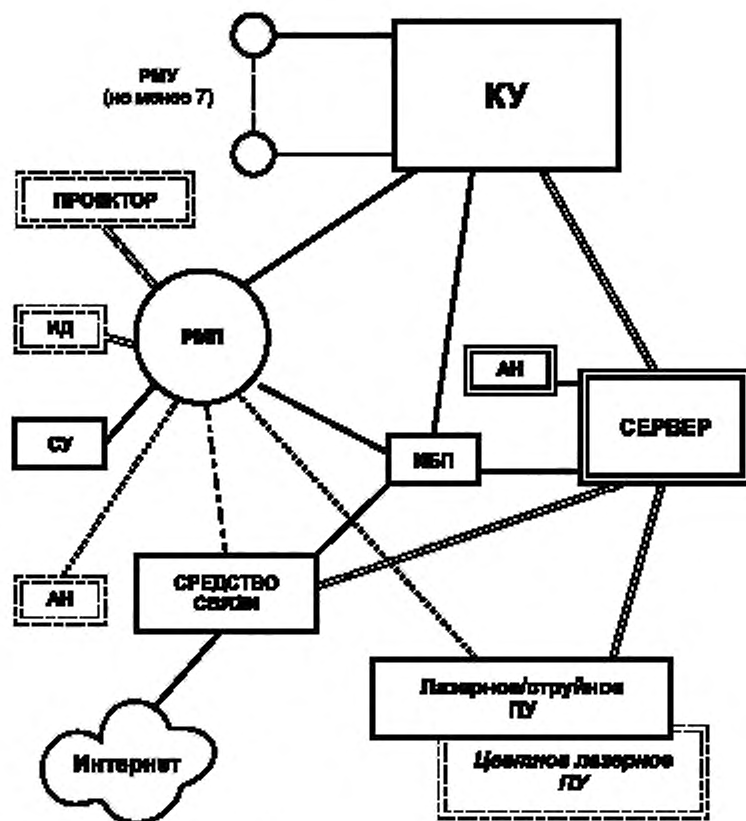 РМУ
(не менее 7)
КУ
ПРОЕКТОР
ИД
РМП
АН
СУ
СЕРВЕР
ИБП
АН
СРЕДСТВО
СВЯЗИ
Лазерное/струйное
ПУ
Интернет
Цветное лазерное
ПУ